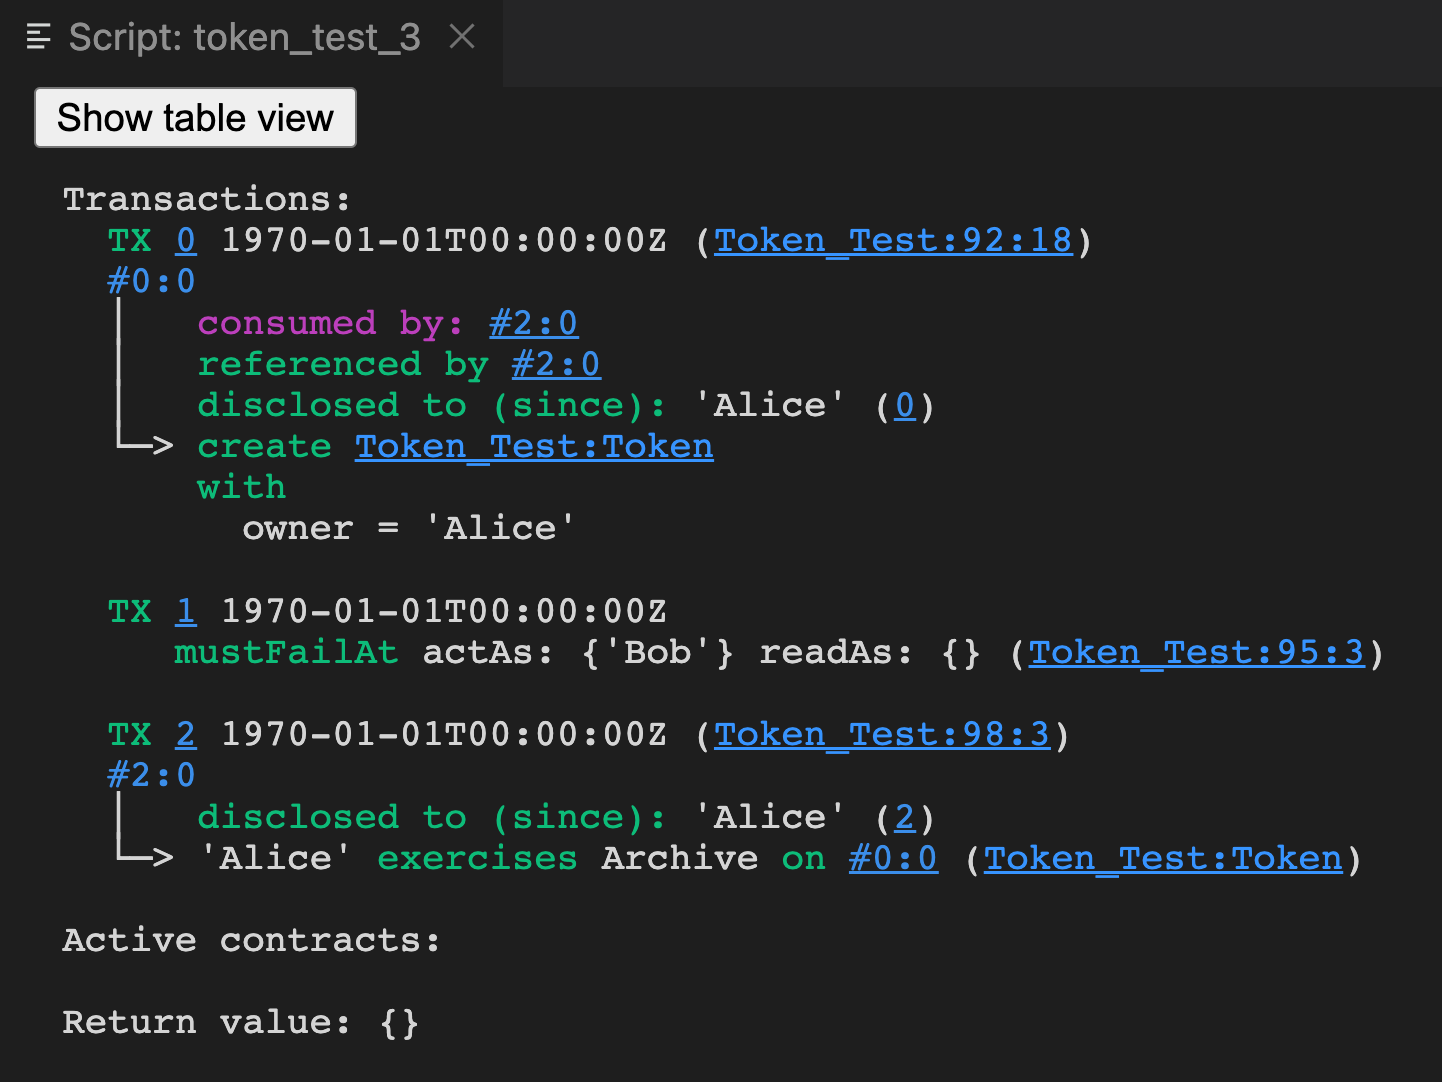 Script: token_test_3
Show table view
Transactions:
TX 0 1970-01-01T00:00:00Z (Token_Test:92:18)
#0:0
consumed by: #2:0
referenced by #2:0
disclosed to (since): 'Alice' (0)
└─> create Token_Test:Token
with
owner = 'Alice'
TX 1 1970-01-01T00:00:00Z
mustFailAt actAs: {'Bob'} readAs: {} (Token_Test:95:3)
TX 2 1970-01-01T00:00:00Z (Token_Test:98:3)
#2:0
disclosed to (since): 'Alice' (2)
└─> 'Alice' exercises Archive on #0:0 (Token_Test:Token)
Active contracts:
Return value: {}